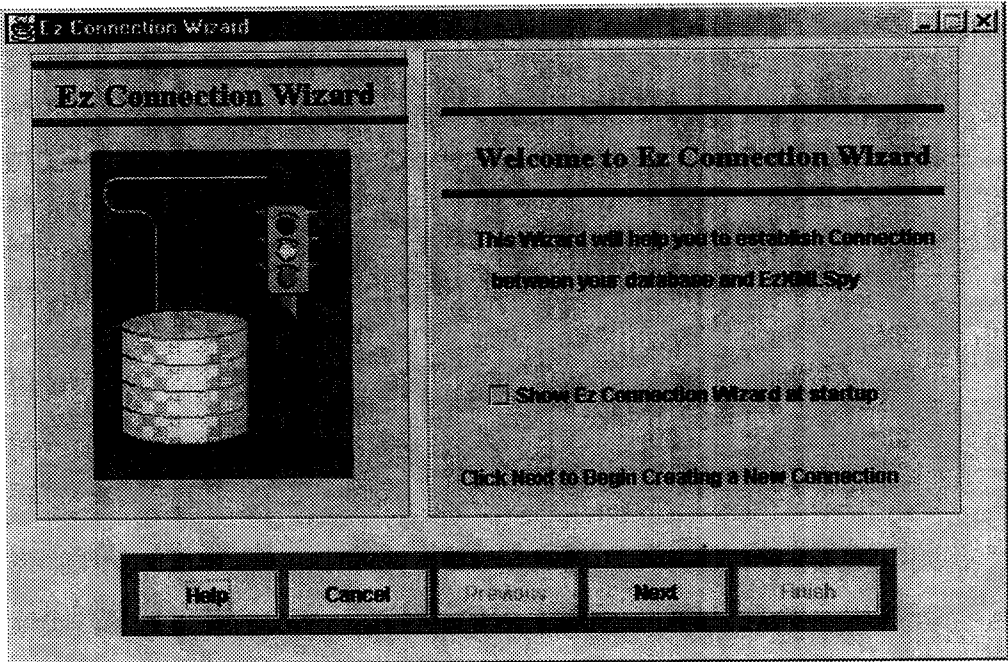 Ez Connection Wizard
Ez Connection Wizard
Welcome to Ez Connection Wizard
This Wizard will help you to establish Connection
between your database and EzXMLSpy
Show Ez Connection Wizard at startup
Click Next to Begin Creating a New Connection
Help
Cancel
Previous
Next
Finish